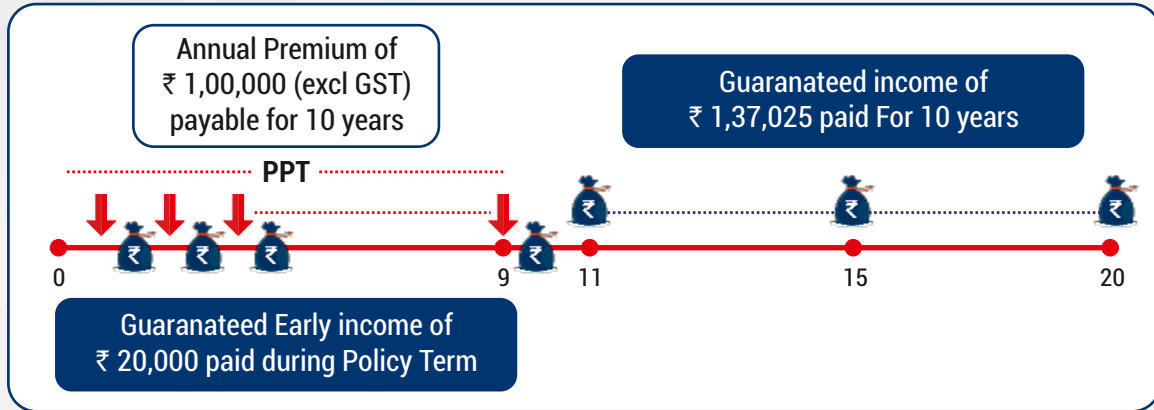 Annual Premium of
₹ 1,00,000 (excl GST)
payable for 10 years
Guaranateed income of
₹ 1,37,025 paid For 10 years
PPT
₹
₹
₹
₹
₹
₹
₹
0
9
11
15
20
Guaranateed Early income of
₹ 20,000 paid during Policy Term